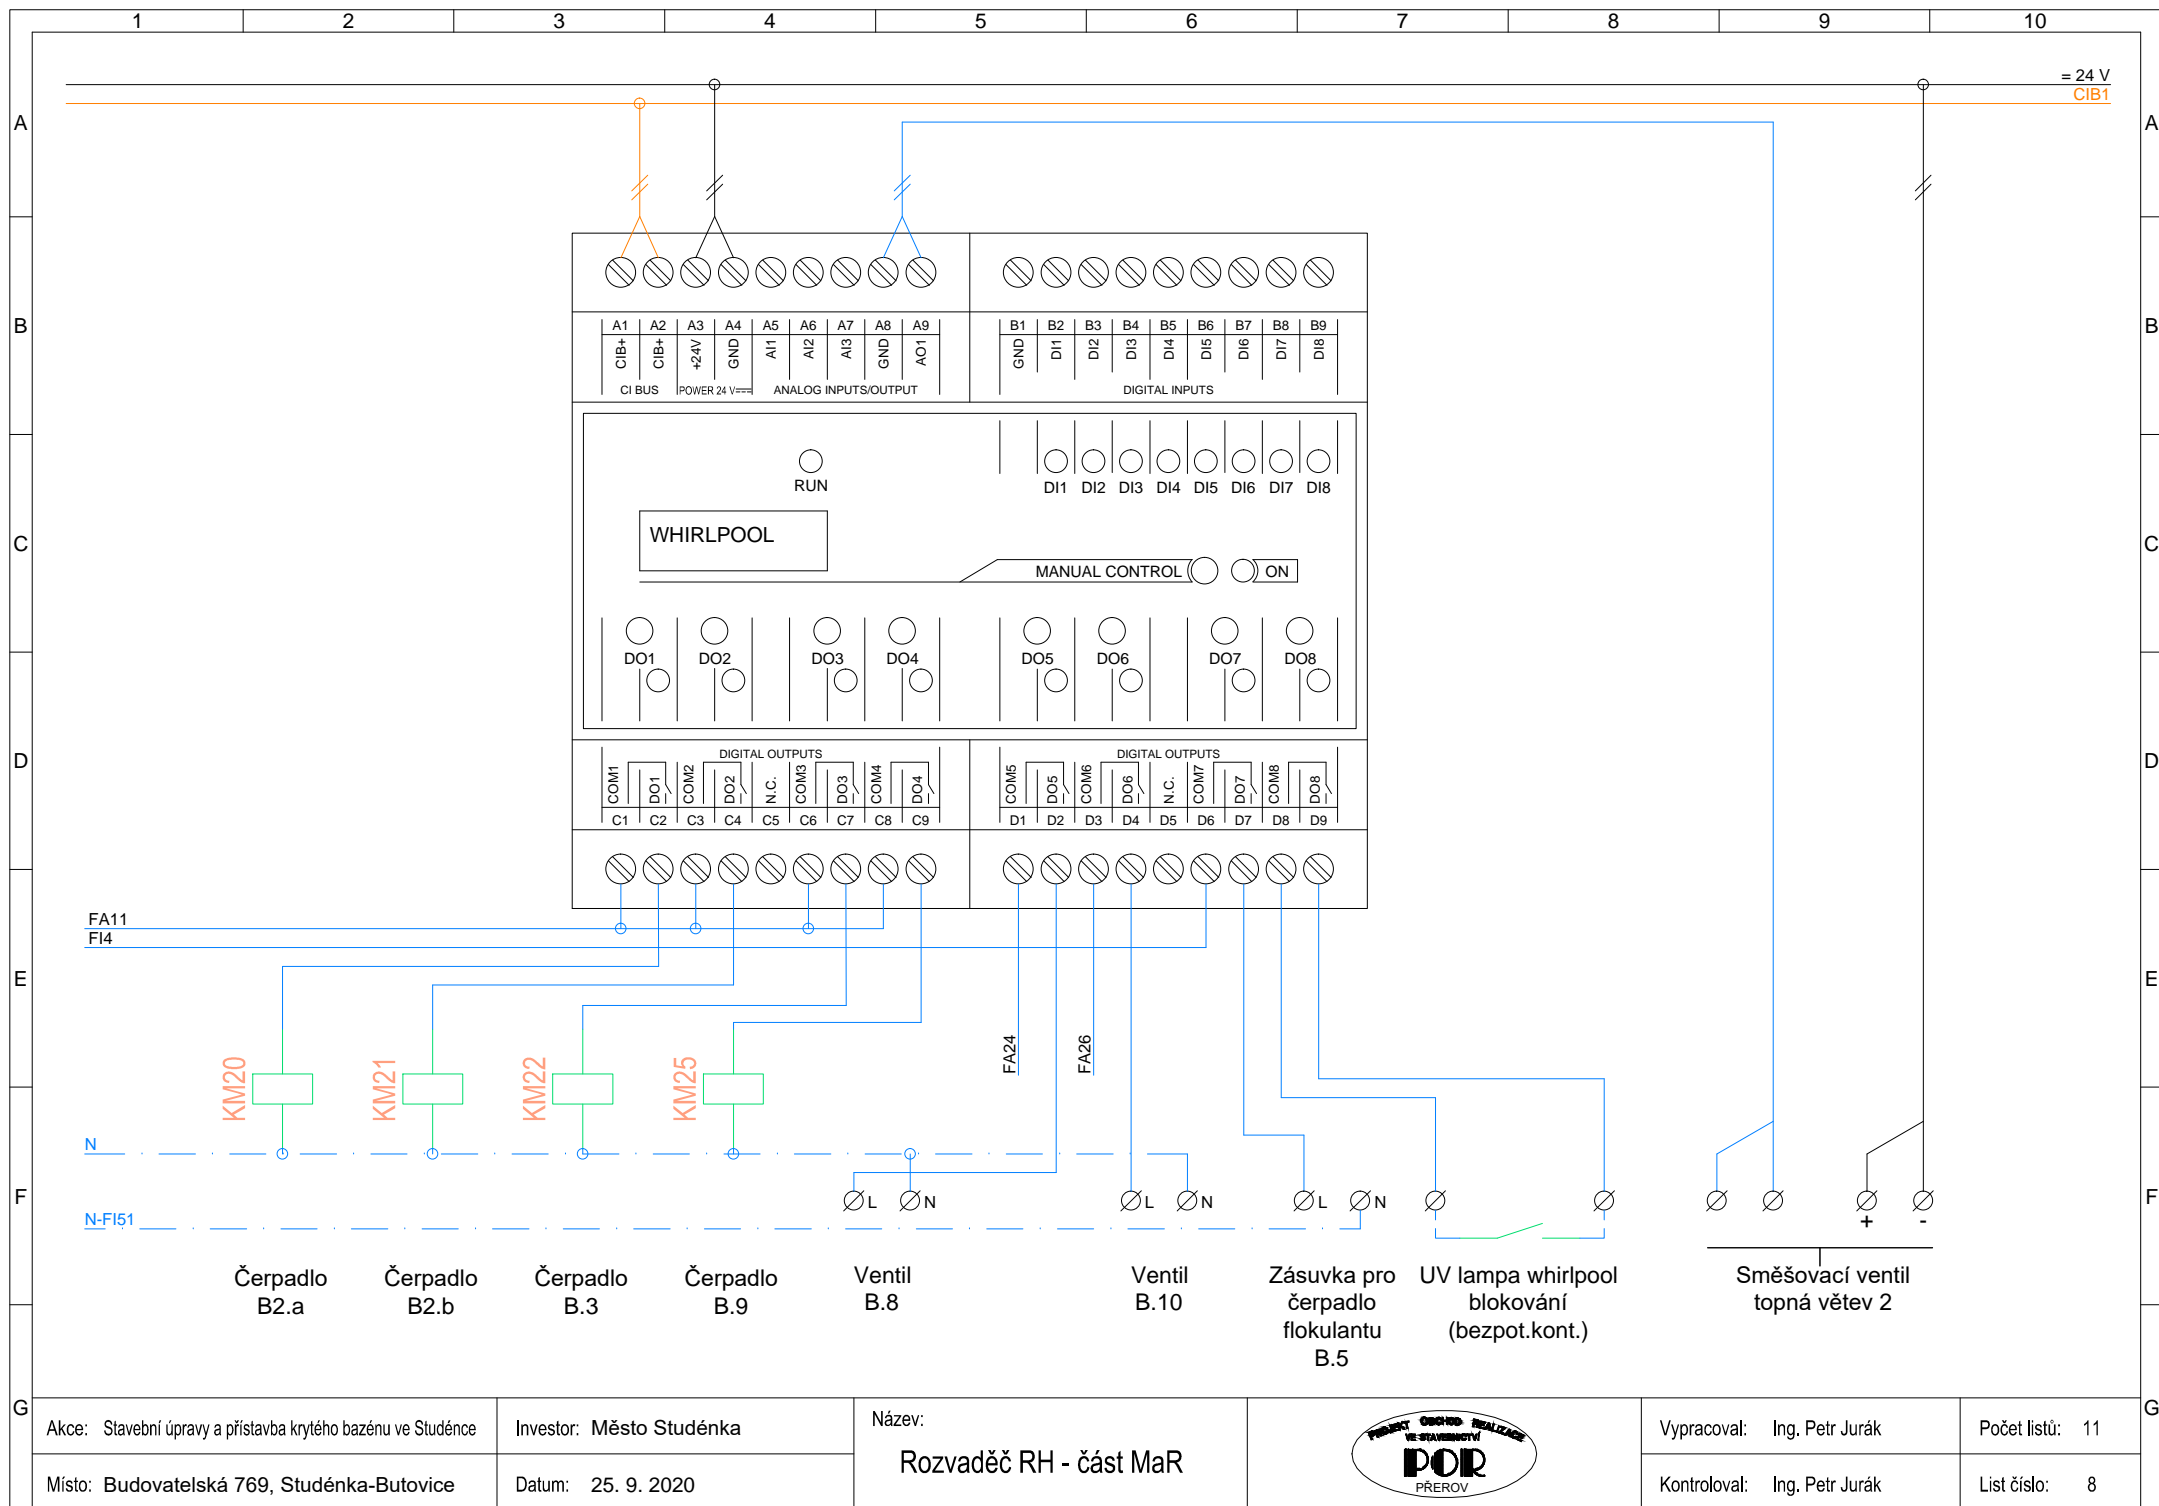 1 2 3 4 5 6 7 8 9 10
= 24 V
CIB1
A A
B B
A1 A2 A3 A4 A5 A6 A7 A8 A9
CIB+ CIB+ +24V GND AI1 AI2 AI3 GND AO1
CI BUS POWER 24 V ANALOG INPUTS/OUTPUT
B1 B2 B3 B4 B5 B6 B7 B8 B9
GND DI1 DI2 DI3 DI4 DI5 DI6 DI7 DI8
DIGITAL INPUTS
RUN
DI1 DI2 DI3 DI4 DI5 DI6 DI7 DI8
WHIRLPOOL
C C
MANUAL CONTROL ON
DO1 DO2 DO3 DO4 DO5 DO6 DO7 DO8
D D
DIGITAL OUTPUTS DIGITAL OUTPUTS
COM1 DO1 COM2 DO2 N.C. COM3 DO3 COM4 DO4
C1 C2 C3 C4 C5 C6 C7 C8 C9
COM5 DO5 COM6 DO6 N.C. COM7 DO7 COM8 DO8
D1 D2 D3 D4 D5 D6 D7 D8 D9
FA11
FI4
E E
FA24 FA26
KM20 KM21 KM22 KM25
N
F F
L N L N L N
N-FI51
+ -
Čerpadlo
B2.a
Čerpadlo
B2.b
Čerpadlo
B.3
Čerpadlo
B.9
Ventil
B.8
Ventil
B.10
Zásuvka pro
čerpadlo
flokulantu
B.5
UV lampa whirlpool
blokování
(bezpot.kont.)
Směšovací ventil
topná větev 2
G G
Akce: Stavební úpravy a přístavba krytého bazénu ve Studénce
Místo: Budovatelská 769, Studénka-Butovice
Investor: Město Studénka
Datum: 25. 9. 2020
Název:
Rozvaděč RH - část MaR
PROJEKT OBCHOD REALIZACE
VE STAVEBNICTVÍ
POR
PŘEROV
Vypracoval: Ing. Petr Jurák
Kontroloval: Ing. Petr Jurák
Počet listů: 11
List číslo: 8